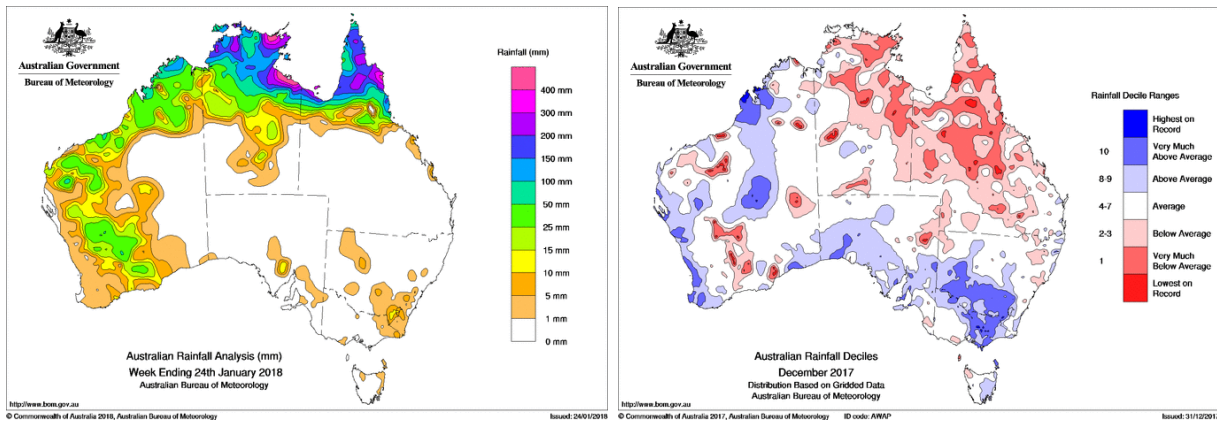 Australian Government
Bureau of Meteorology
Rainfall (mm)
400 mm
300 mm
200 mm
150 mm
100 mm
50 mm
25 mm
15 mm
10 mm
5 mm
1 mm
0 mm
Australian Rainfall Analysis (mm)
Week Ending 24th January 2018
Australian Bureau of Meteorology
http://www.bom.gov.au
© Commonwealth of Australia 2018, Australian Bureau of Meteorology
Issued: 24/01/2018
Australian Government
Bureau of Meteorology
Rainfall Decile Ranges
Highest on
Record
10 Very Much
Above Average
8-9 Above Average
4-7 Average
2-3 Below Average
1 Very Much
Below Average
Lowest on
Record
Australian Rainfall Deciles
December 2017
Distribution Based on Gridded Data
Australian Bureau of Meteorology
http://www.bom.gov.au
© Commonwealth of Australia 2017, Australian Bureau of Meteorology ID code: AWAP
Issued: 31/12/2017